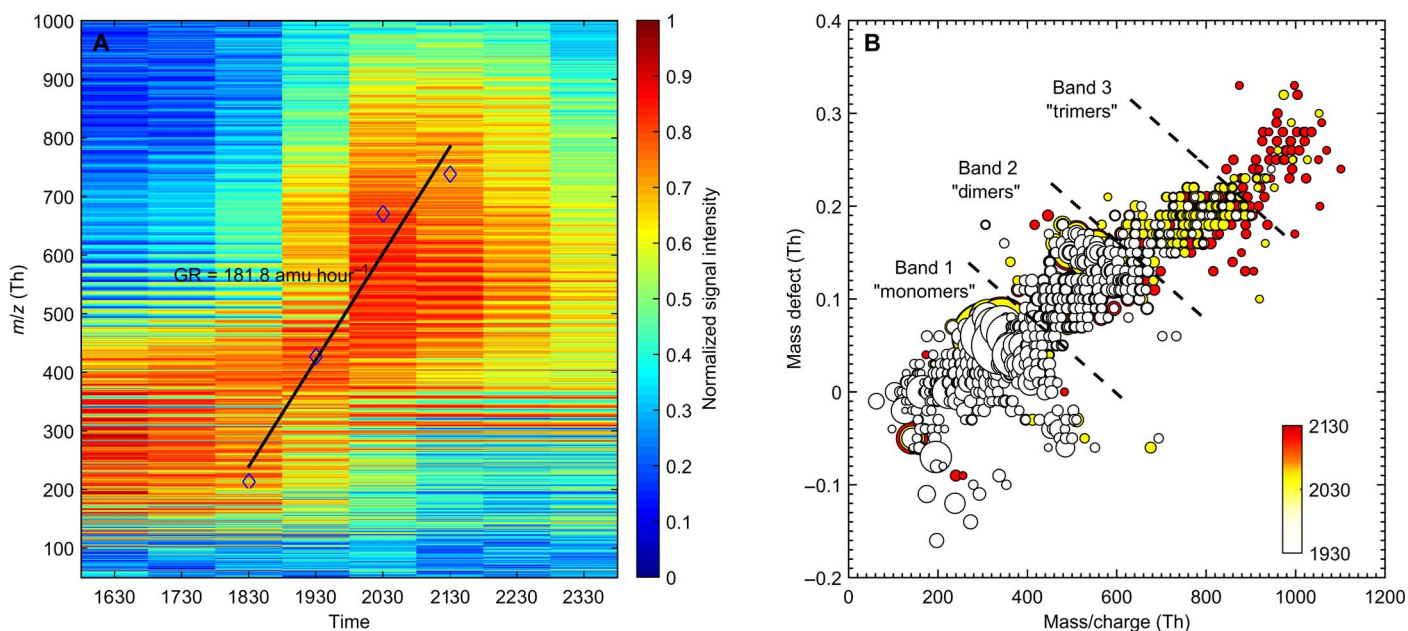 A
1000
900
800
700
600
500
400
300
200
100
m/z (Th)
GR = 181.8 amu hour⁻¹
1630 1730 1830 1930 2030 2130 2230 2330
Time
1
0.9
0.8
0.7
0.6
0.5
0.4
0.3
0.2
0.1
0
Normalized signal intensity
B
0.4
0.3
0.2
0.1
0
−0.1
−0.2
Mass defect (Th)
Band 3
"trimers"
Band 2
"dimers"
Band 1
"monomers"
2130
2030
1930
0 200 400 600 800 1000 1200
Mass/charge (Th)